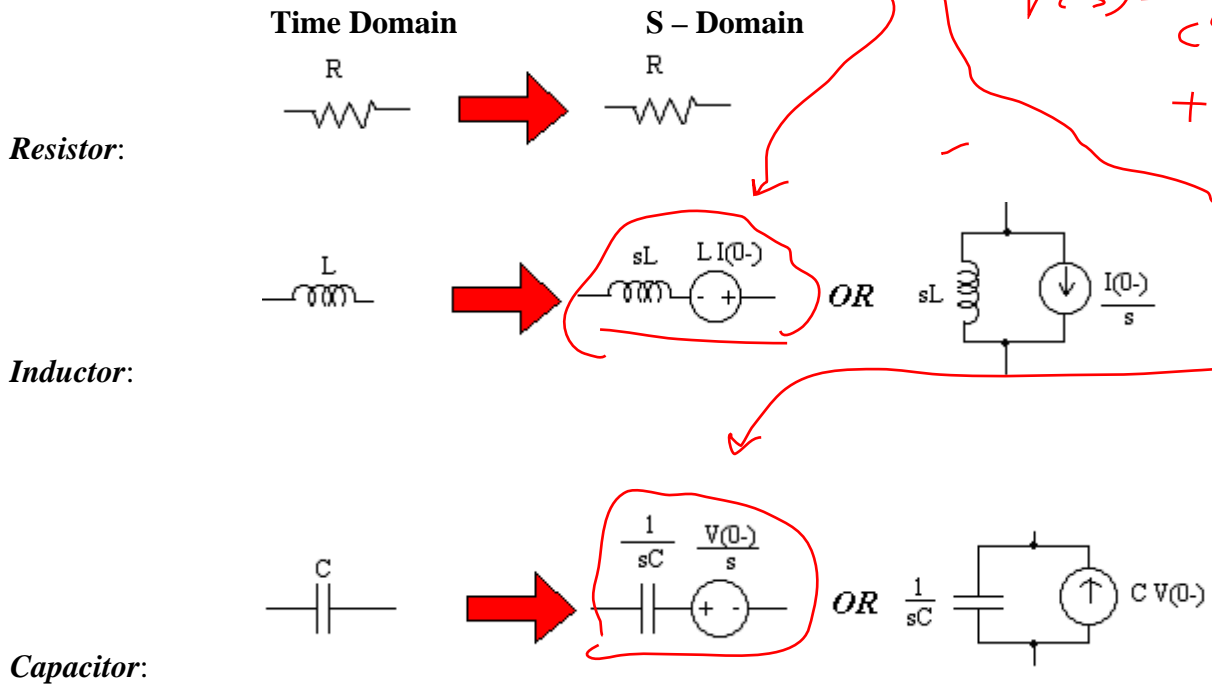 Time Domain S – Domain
V(s)
R R
+
Resistor:
L sL L I(0-) OR sL I(0-)/s
- +
Inductor:
C 1/sC V(0-)/s OR 1/sC C V(0-)
+ -
Capacitor: